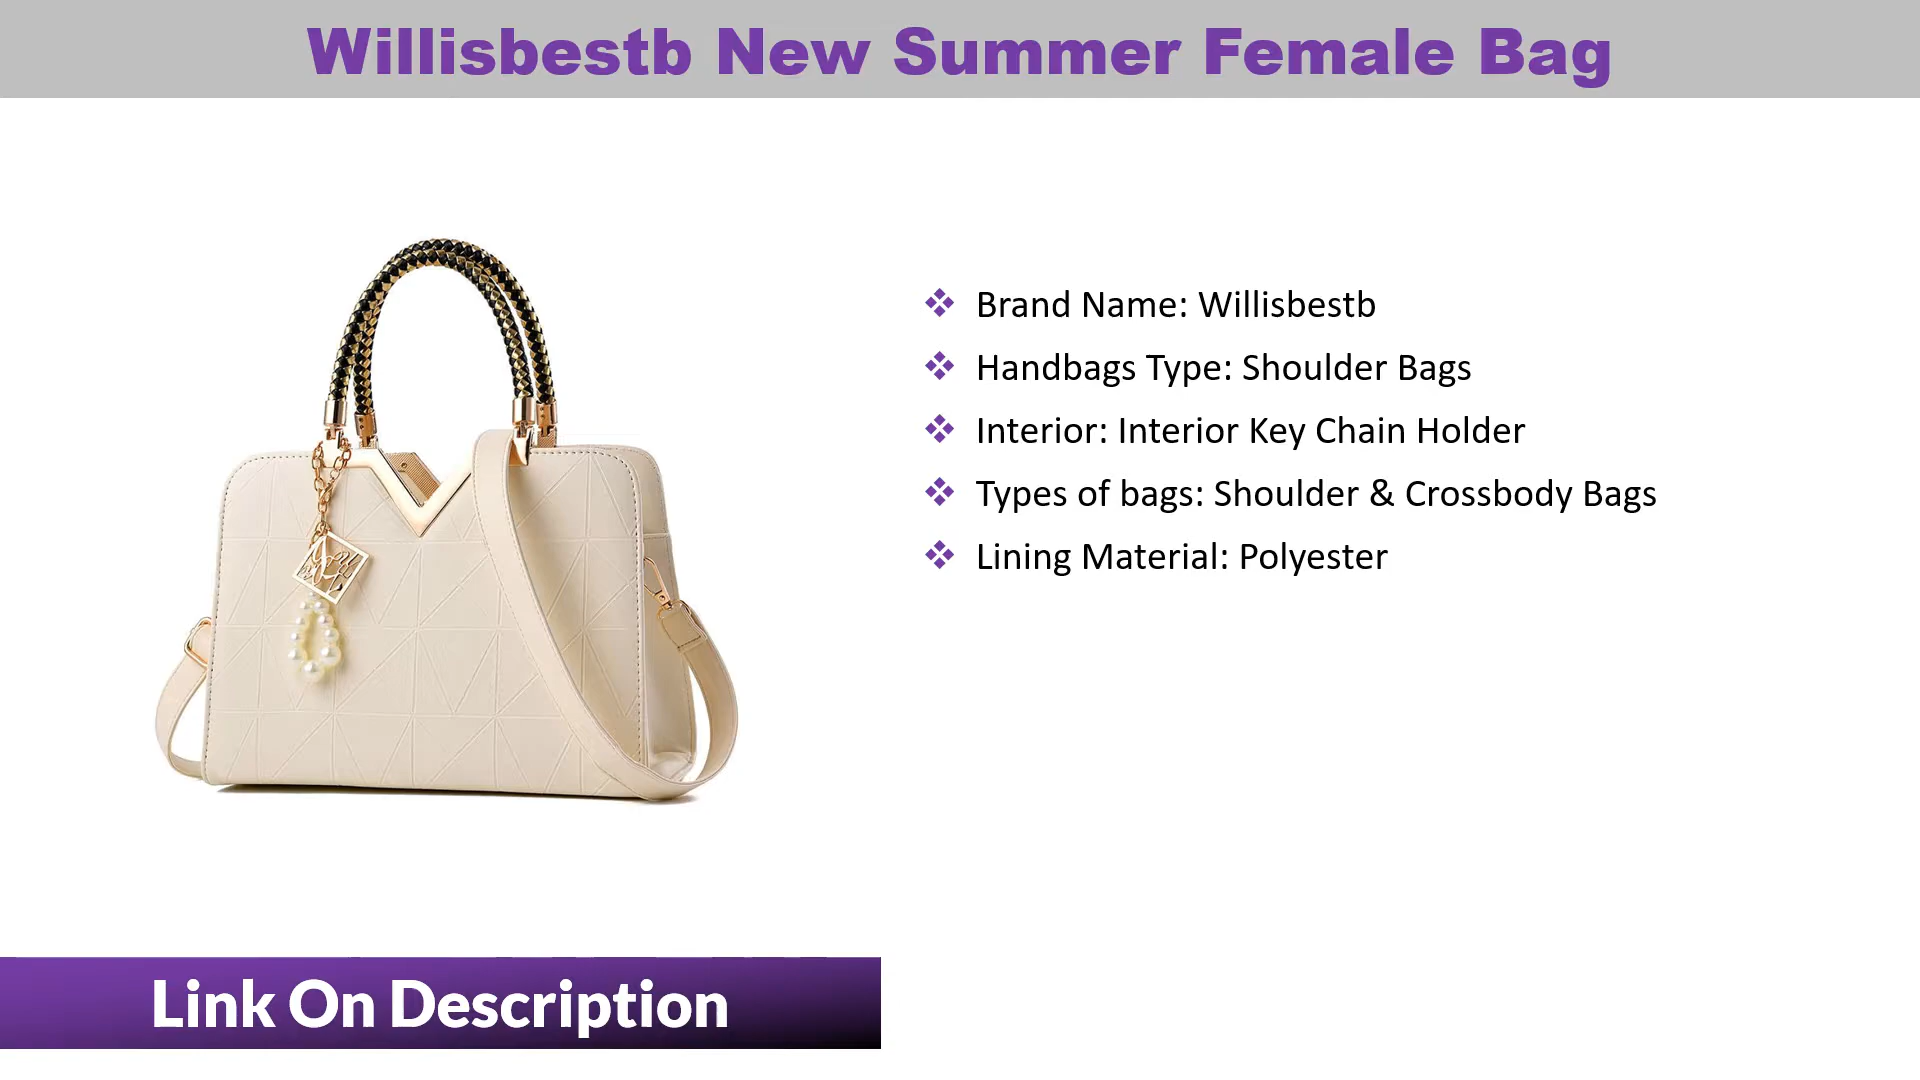 Willisbestb New Summer Female Bag
Brand Name: Willisbestb
Handbags Type: Shoulder Bags
Interior: Interior Key Chain Holder
Types of bags: Shoulder & Crossbody Bags
Lining Material: Polyester
Link On Description